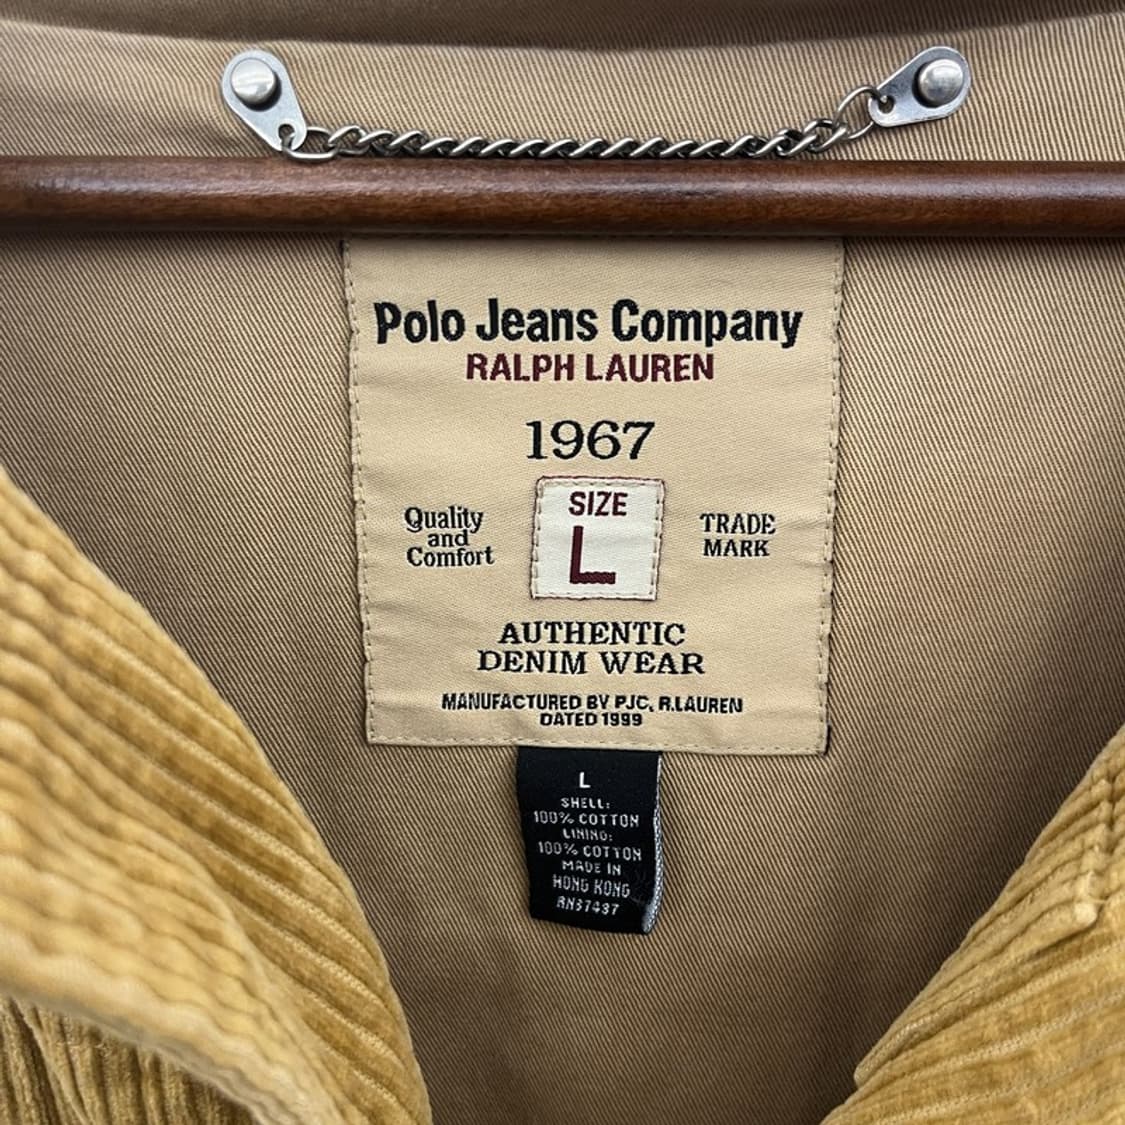 Polo Jeans Company
RALPH LAUREN
1967
Quality
and
Comfort
SIZE
L
TRADE
MARK
AUTHENTIC
DENIM WEAR
MANUFACTURED BY PJC, R.LAUREN
DATED 1999
L
SHELL:
100% COTTON
LINING:
100% COTTON
MADE IN
HONG KONG
RN37487